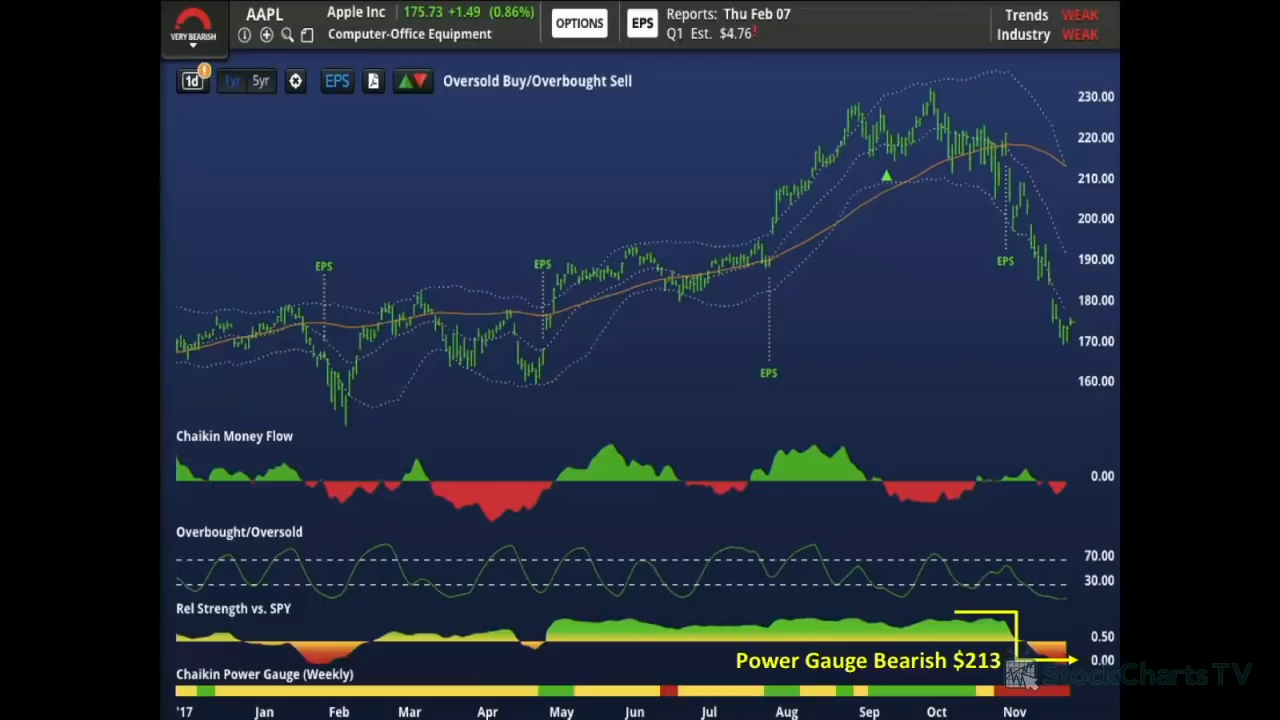 VERY BEARISH
AAPL
Apple Inc 175.73 +1.49 (0.86%)
Computer-Office Equipment
OPTIONS
EPS
Reports: Thu Feb 07
Q1 Est. $4.76!
Trends WEAK
Industry WEAK
1d 1yr 5yr EPS Oversold Buy/Overbought Sell
230.00
220.00
210.00
200.00
190.00
180.00
170.00
160.00
EPS
EPS
EPS
EPS
Chaikin Money Flow
0.00
Overbought/Oversold
70.00
30.00
Rel Strength vs. SPY
0.50
0.00
Power Gauge Bearish $213
StockCharts TV
Chaikin Power Gauge (Weekly)
'17 Jan Feb Mar Apr May Jun Jul Aug Sep Oct Nov